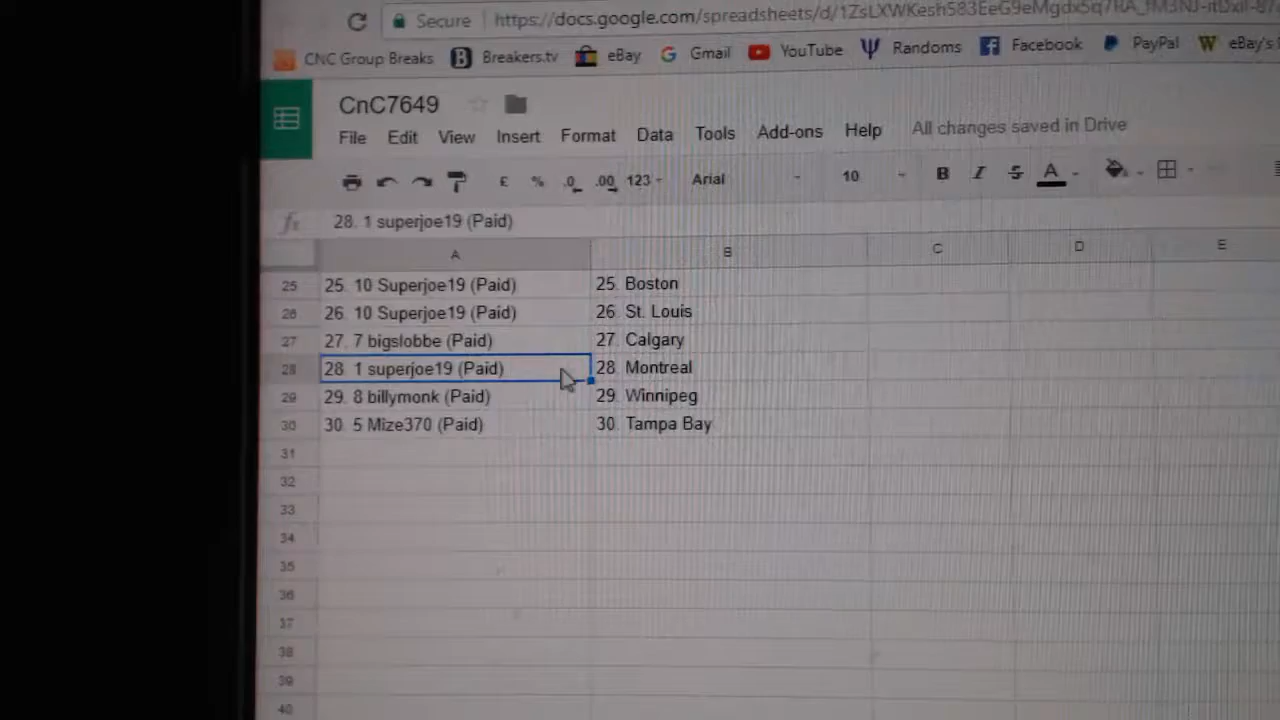 Secure https://docs.google.com/spreadsheets/d/
CNC Group Breaks Breakers.tv eBay Gmail YouTube Randoms Facebook PayPal eBay's
CnC7649
File Edit View Insert Format Data Tools Add-ons Help All changes saved in Drive
£ % .0 .00 123 Arial 10 B I S A
fx 28. 1 superjoe19 (Paid)
A B C D E
25 25. 10 Superjoe19 (Paid) 25. Boston
26 26. 10 Superjoe19 (Paid) 26. St. Louis
27 27. 7 bigslobbe (Paid) 27. Calgary
28 28. 1 superjoe19 (Paid) 28. Montreal
29 29. 8 billymonk (Paid) 29. Winnipeg
30 30. 5 Mize370 (Paid) 30. Tampa Bay
31
32
33
34
35
36
37
38
39
40